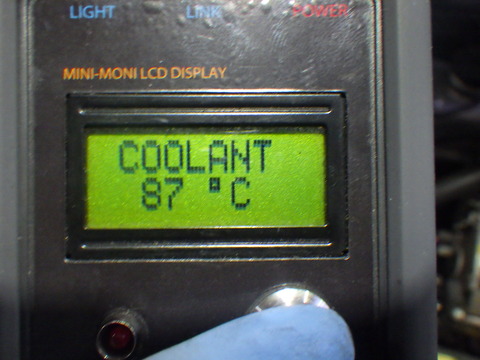 LIGHT LINK POWER
MINI-MONI LCD DISPLAY
COOLANT
87 °C